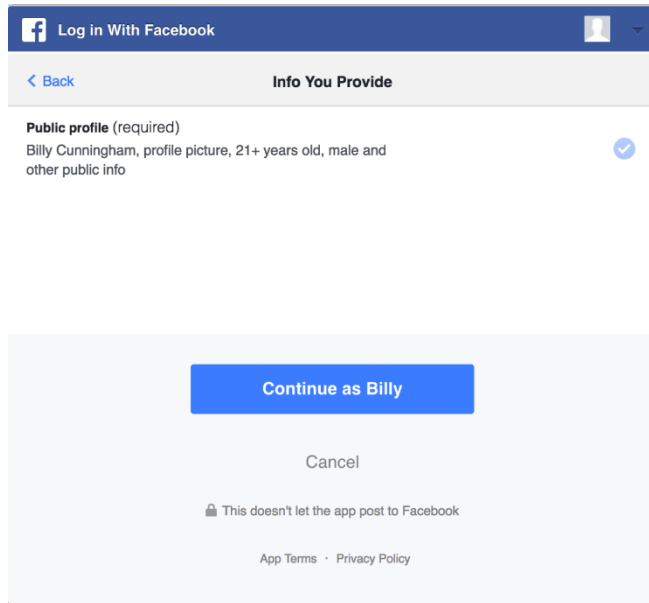 Log in With Facebook
Back
Info You Provide
Public profile (required)
Billy Cunningham, profile picture, 21+ years old, male and
other public info
Continue as Billy
Cancel
This doesn't let the app post to Facebook
App Terms · Privacy Policy